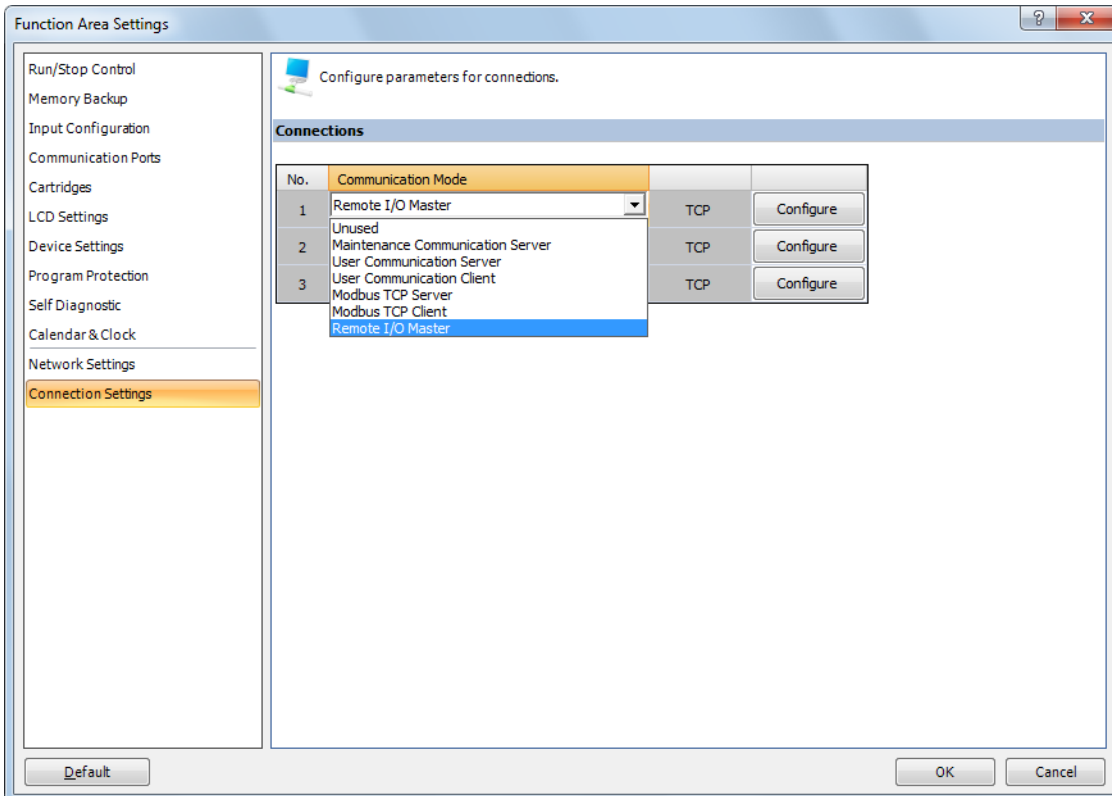 Function Area Settings
?
Run/Stop Control
Memory Backup
Input Configuration
Communication Ports
Cartridges
LCD Settings
Device Settings
Program Protection
Self Diagnostic
Calendar & Clock
Network Settings
Connection Settings
Configure parameters for connections.
Connections
No. Communication Mode
1 Remote I/O Master TCP Configure
Unused
Maintenance Communication Server
User Communication Server
User Communication Client
Modbus TCP Server
Modbus TCP Client
Remote I/O Master
2 TCP Configure
3 TCP Configure
Default
OK
Cancel